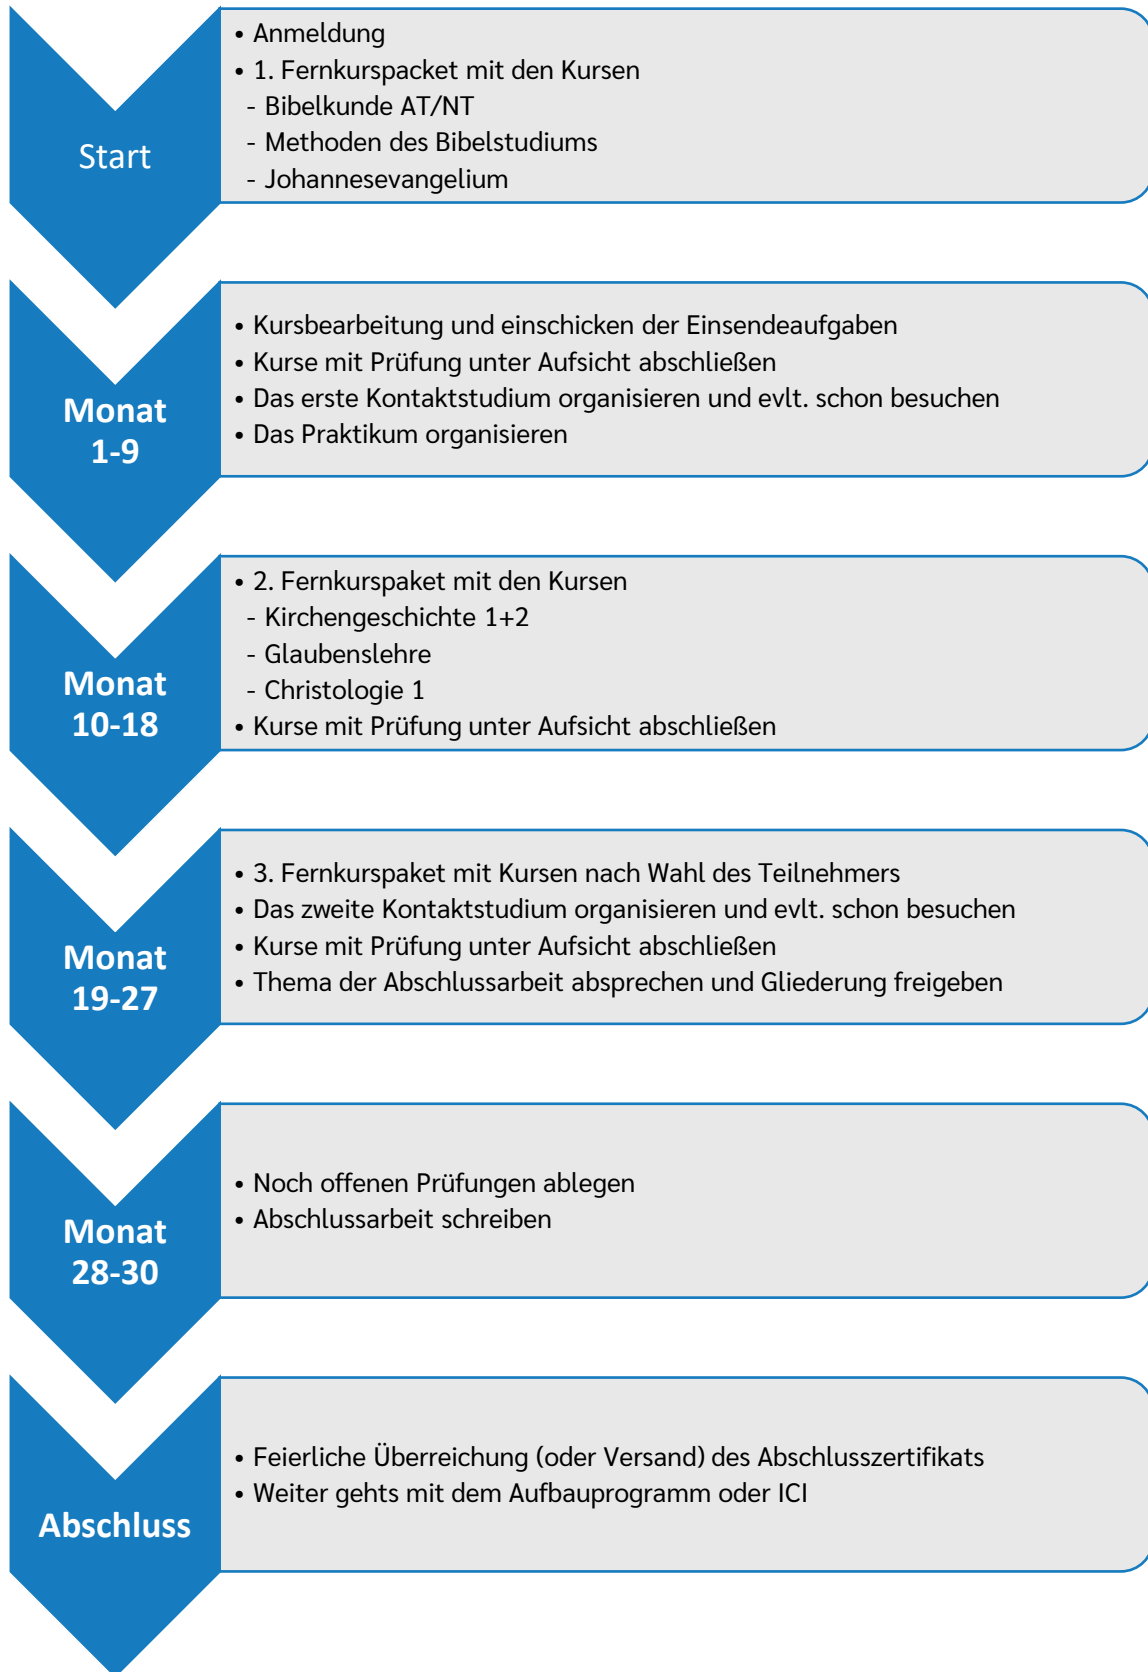 Start
• Anmeldung
• 1. Fernkurspacket mit den Kursen
- Bibelkunde AT/NT
- Methoden des Bibelstudiums
- Johannesevangelium
Monat
1-9
• Kursbearbeitung und einschicken der Einsendeaufgaben
• Kurse mit Prüfung unter Aufsicht abschließen
• Das erste Kontaktstudium organisieren und evlt. schon besuchen
• Das Praktikum organisieren
Monat
10-18
• 2. Fernkurspaket mit den Kursen
- Kirchengeschichte 1+2
- Glaubenslehre
- Christologie 1
• Kurse mit Prüfung unter Aufsicht abschließen
Monat
19-27
• 3. Fernkurspaket mit Kursen nach Wahl des Teilnehmers
• Das zweite Kontaktstudium organisieren und evlt. schon besuchen
• Kurse mit Prüfung unter Aufsicht abschließen
• Thema der Abschlussarbeit absprechen und Gliederung freigeben
Monat
28-30
• Noch offenen Prüfungen ablegen
• Abschlussarbeit schreiben
Abschluss
• Feierliche Überreichung (oder Versand) des Abschlusszertifikats
• Weiter gehts mit dem Aufbauprogramm oder ICI